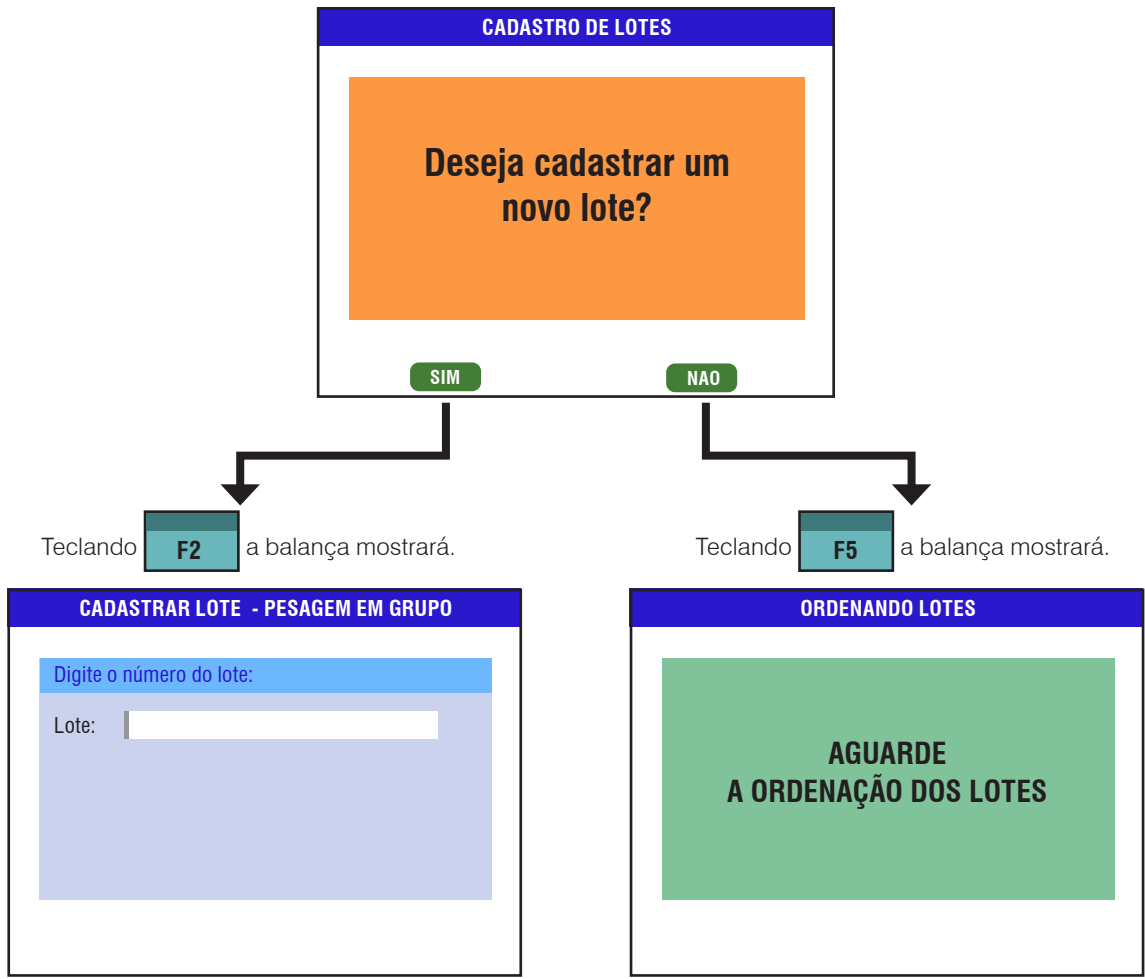 CADASTRO DE LOTES
Deseja cadastrar um
novo lote?
SIM
NAO
Teclando F2 a balança mostrará.
Teclando F5 a balança mostrará.
CADASTRAR LOTE - PESAGEM EM GRUPO
Digite o número do lote:
Lote:
ORDENANDO LOTES
AGUARDE
A ORDENAÇÃO DOS LOTES